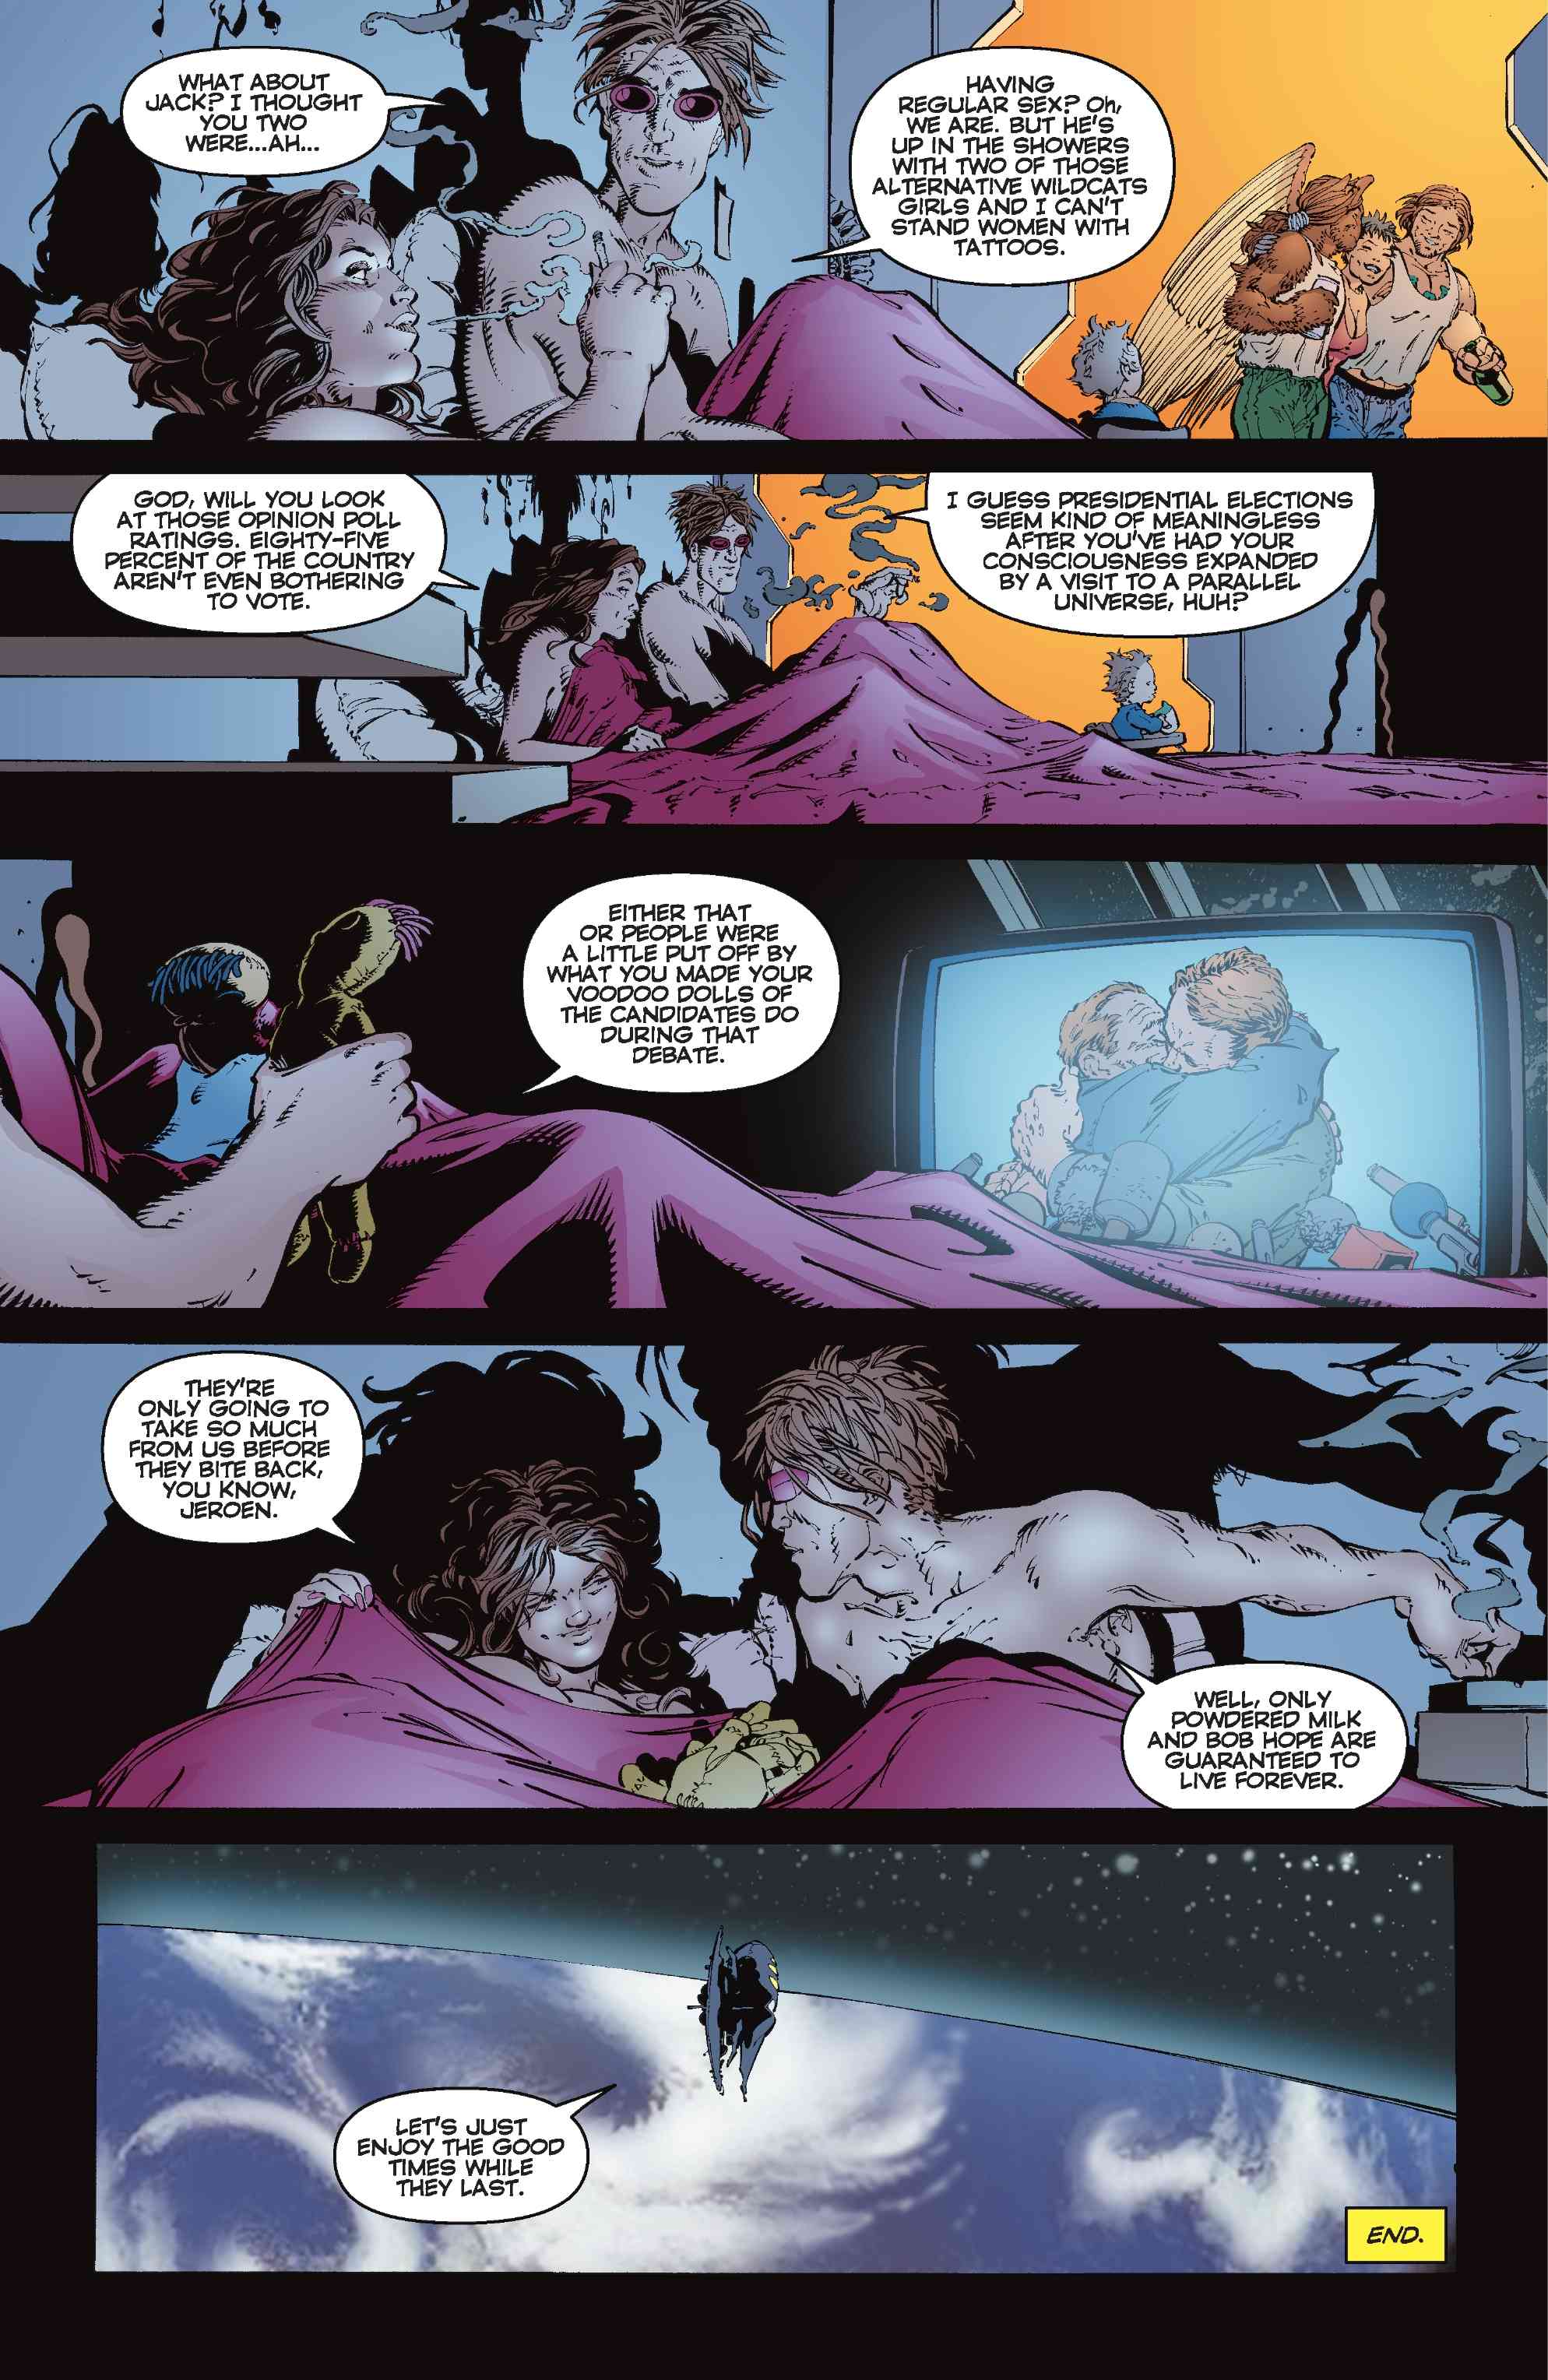 WHAT ABOUT
JACK? I THOUGHT
YOU TWO
WERE...AH...
HAVING
REGULAR SEX? Oh,
WE ARE. BUT HE'S
UP IN THE SHOWERS
WITH TWO OF THOSE
ALTERNATIVE WILDCATS
GIRLS AND I CAN'T
STAND WOMEN WITH
TATTOOS.
GOD, WILL YOU LOOK
AT THOSE OPINION POLL
RATINGS. EIGHTY-FIVE
PERCENT OF THE COUNTRY
AREN'T EVEN BOTHERING
TO VOTE.
I GUESS PRESIDENTIAL ELECTIONS
SEEM KIND OF MEANINGLESS
AFTER YOU'VE HAD YOUR
CONSCIOUSNESS EXPANDED
BY A VISIT TO A PARALLEL
UNIVERSE, HUH?
EITHER THAT
OR PEOPLE WERE
A LITTLE PUT OFF BY
WHAT YOU MADE YOUR
VOODOO DOLLS OF
THE CANDIDATES DO
DURING THAT
DEBATE.
THEY'RE
ONLY GOING TO
TAKE SO MUCH
FROM US BEFORE
THEY BITE BACK,
YOU KNOW,
JEROEN.
WELL, ONLY
POWDERED MILK
AND BOB HOPE ARE
GUARANTEED TO
LIVE FOREVER.
LET'S JUST
ENJOY THE GOOD
TIMES WHILE
THEY LAST.
END.